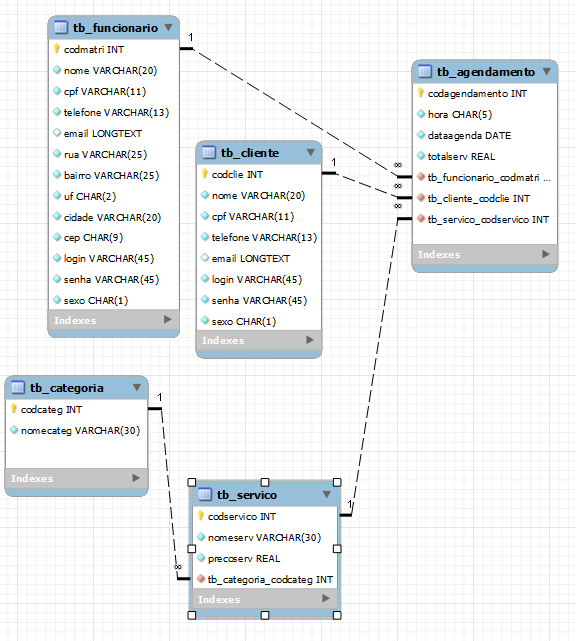 tb_funcionario
codmatri INT
nome VARCHAR(20)
cpf VARCHAR(11)
telefone VARCHAR(13)
email LONGTEXT
rua VARCHAR(25)
bairro VARCHAR(25)
uf CHAR(2)
cidade VARCHAR(20)
cep CHAR(9)
login VARCHAR(45)
senha VARCHAR(45)
sexo CHAR(1)
Indexes
1
tb_agendamento
codagendamento INT
hora CHAR(5)
dataagenda DATE
totalserv REAL
∞
tb_funcionario_codmatri ...
∞
tb_cliente_codclie INT
∞
tb_servico_codservico INT
Indexes
tb_cliente
codclie INT
nome VARCHAR(20)
cpf VARCHAR(11)
telefone VARCHAR(13)
email LONGTEXT
login VARCHAR(45)
senha VARCHAR(45)
sexo CHAR(1)
Indexes
1
tb_categoria
codcateg INT
nomecateg VARCHAR(30)
Indexes
1
tb_servico
codservico INT
nomeserv VARCHAR(30)
precoserv REAL
tb_categoria_codcateg INT
Indexes
1
∞